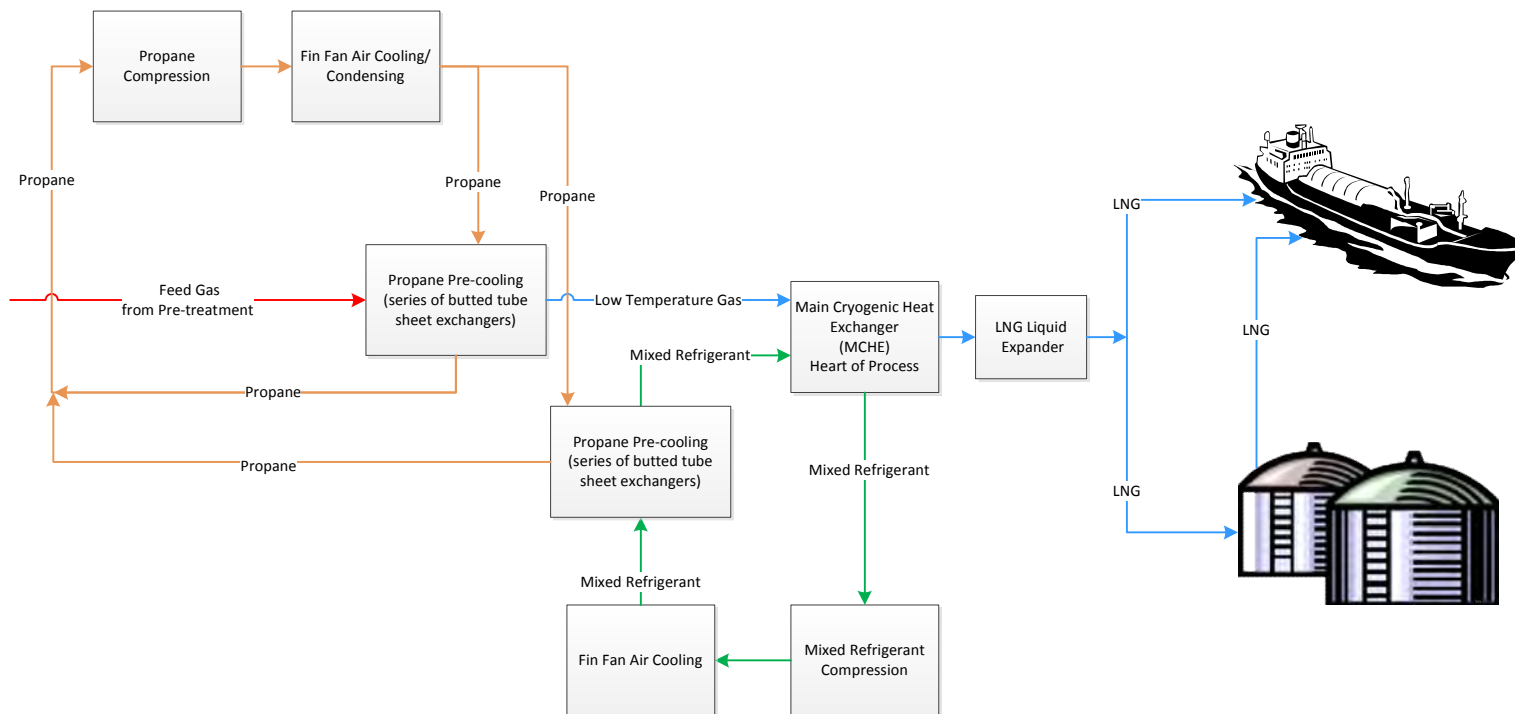 Propane
Compression
Fin Fan Air Cooling/
Condensing
Propane
Propane
Propane
LNG
Feed Gas
from Pre-treatment
Propane Pre-cooling
(series of butted tube
sheet exchangers)
Low Temperature Gas
Main Cryogenic Heat
Exchanger
(MCHE)
Heart of Process
LNG Liquid
Expander
LNG
Mixed Refrigerant
Propane
Propane Pre-cooling
(series of butted tube
sheet exchangers)
Propane
Mixed Refrigerant
LNG
Mixed Refrigerant
Fin Fan Air Cooling
Mixed Refrigerant
Compression